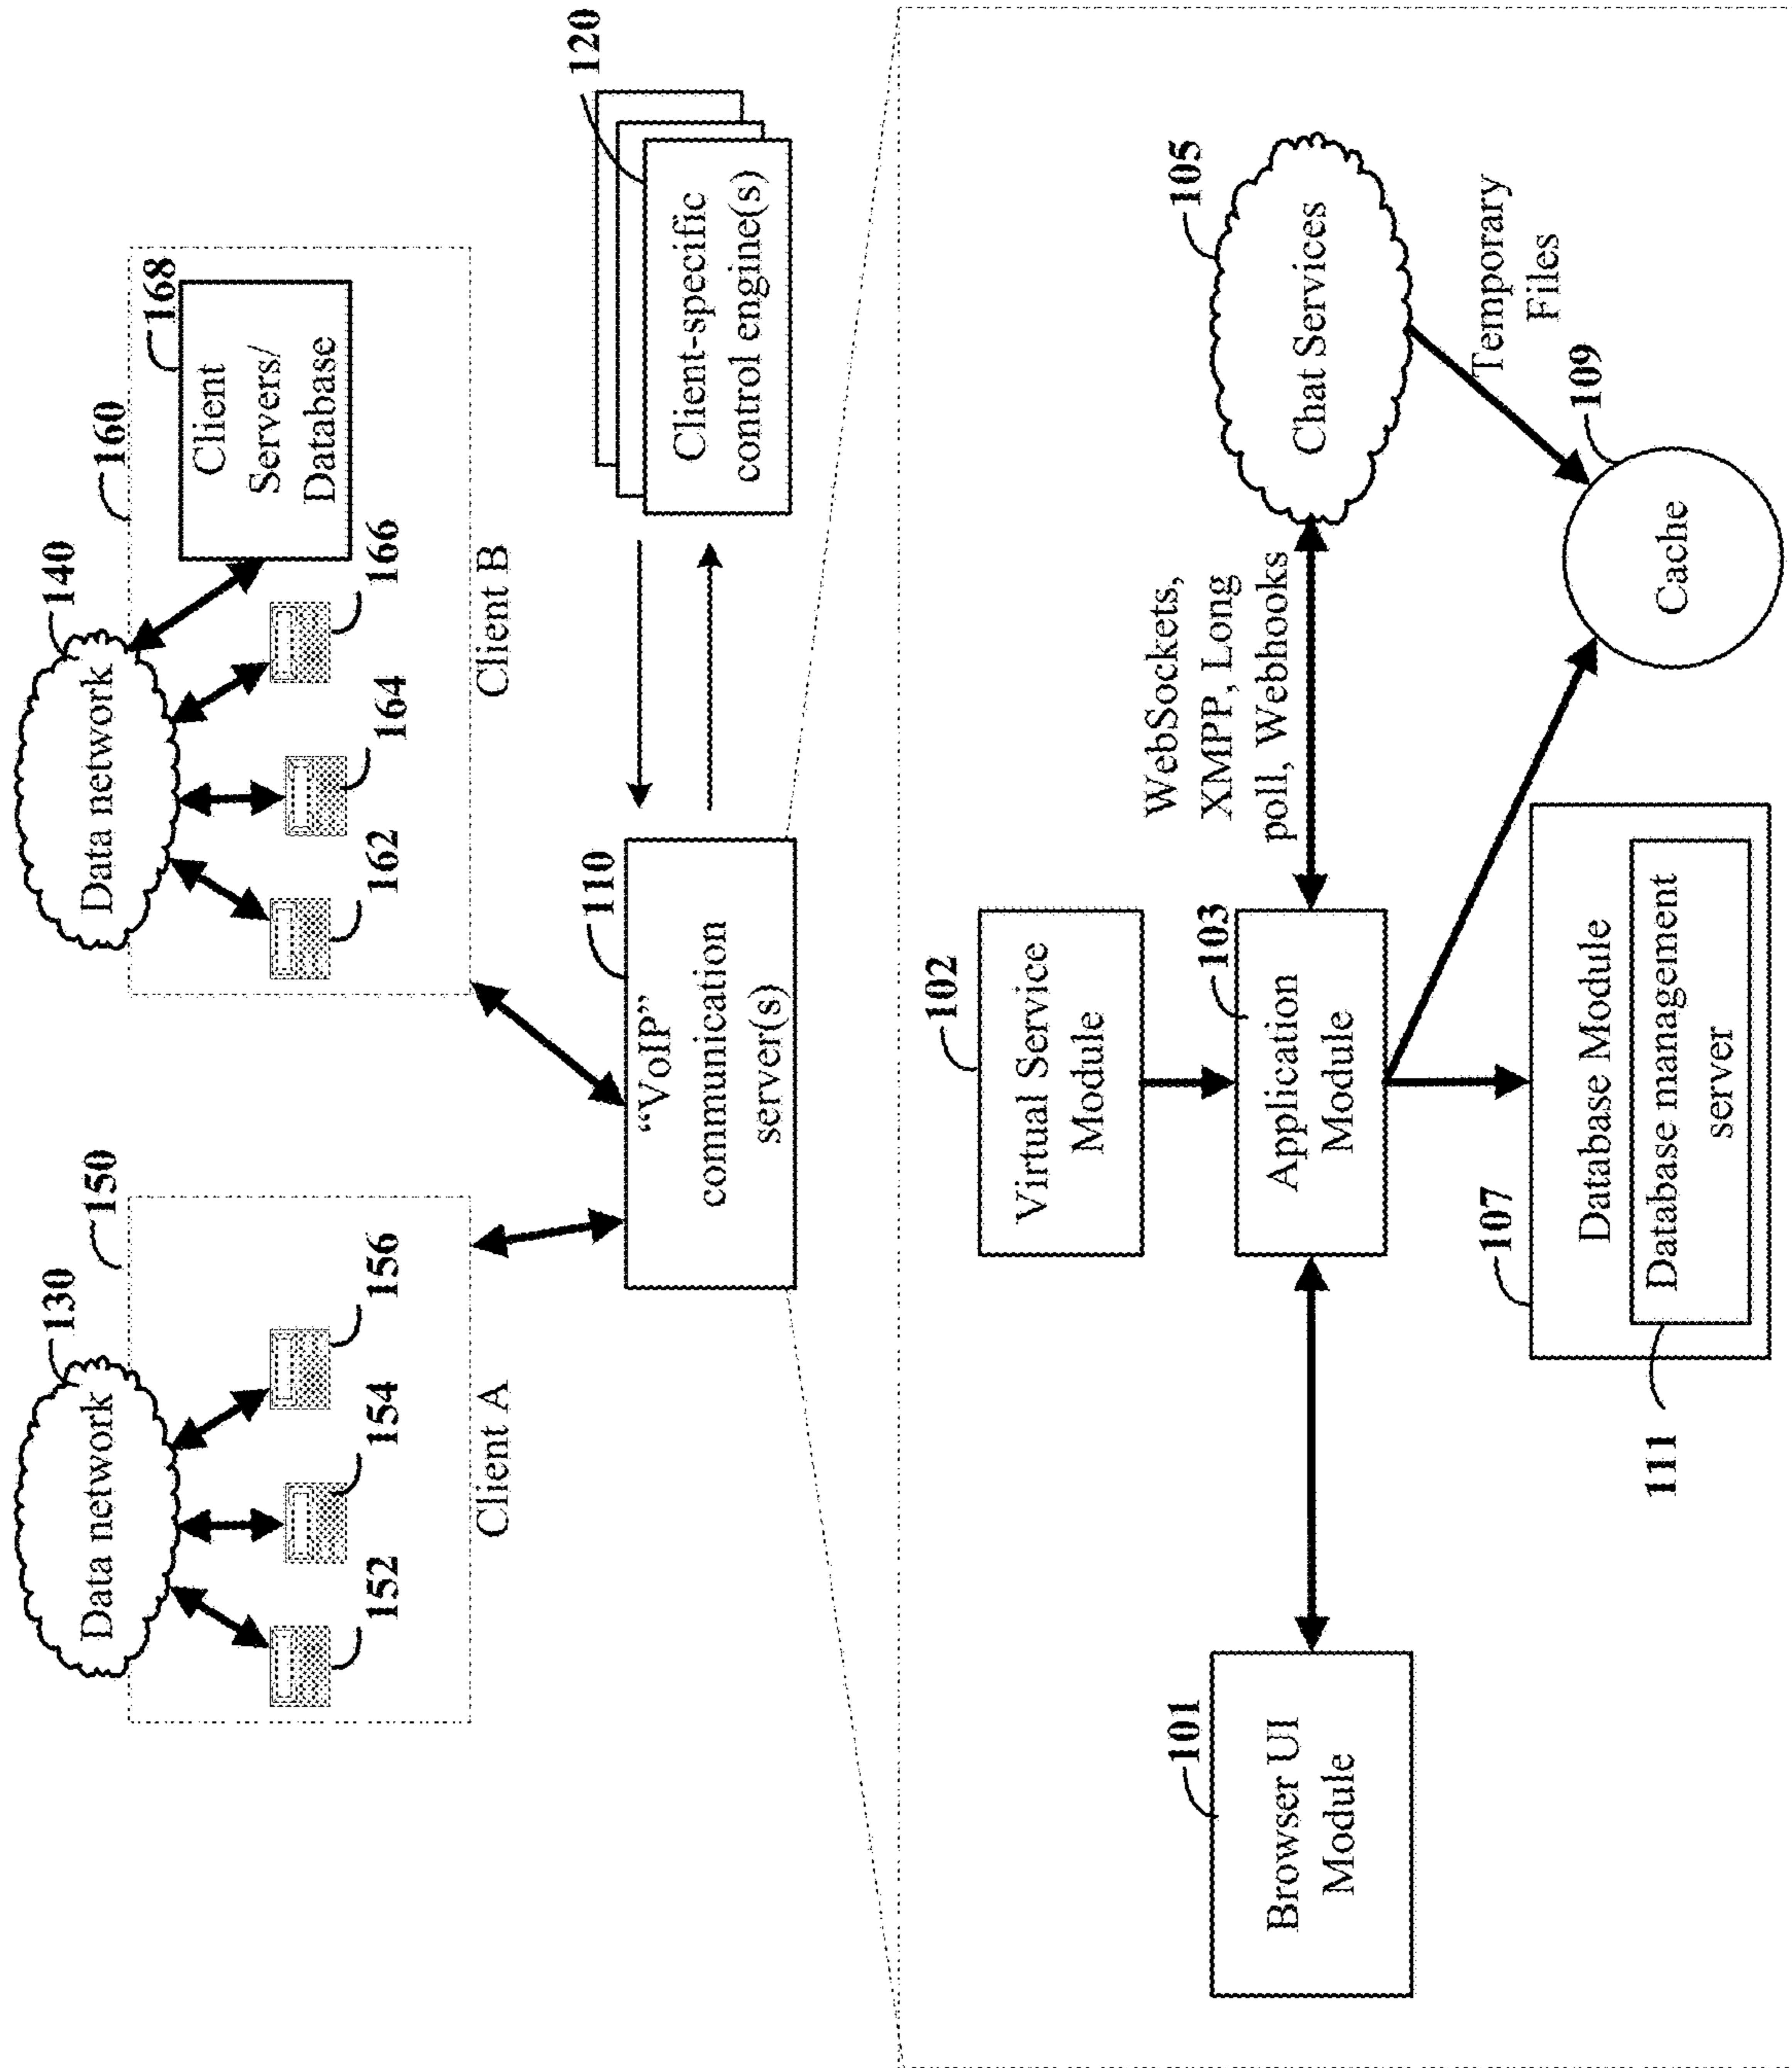 130
Data network
150
152
154
156
Client A
140
Data network
160
168
Client
Servers/
Database
162
164
166
Client B
110
“VoIP”
communication
server(s)
120
Client-specific
control engine(s)
102
Virtual Service
Module
101
Browser UI
Module
103
Application
Module
WebSockets,
XMPP, Long
poll, Webhooks
105
Chat Services
Temporary
Files
107
Database Module
Database management
server
111
109
Cache